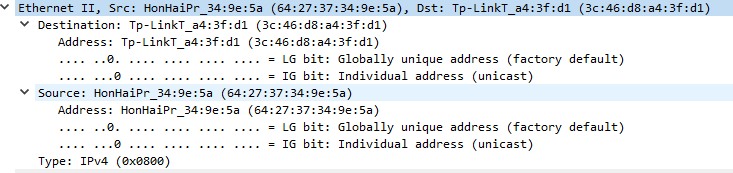 Ethernet II, Src: HonHaiPr_34:9e:5a (64:27:37:34:9e:5a), Dst: Tp-LinkT_a4:3f:d1 (3c:46:d8:a4:3f:d1)
Destination: Tp-LinkT_a4:3f:d1 (3c:46:d8:a4:3f:d1)
Address: Tp-LinkT_a4:3f:d1 (3c:46:d8:a4:3f:d1)
.... ..0. .... .... .... .... = LG bit: Globally unique address (factory default)
.... ...0 .... .... .... .... = IG bit: Individual address (unicast)
Source: HonHaiPr_34:9e:5a (64:27:37:34:9e:5a)
Address: HonHaiPr_34:9e:5a (64:27:37:34:9e:5a)
.... ..0. .... .... .... .... = LG bit: Globally unique address (factory default)
.... ...0 .... .... .... .... = IG bit: Individual address (unicast)
Type: IPv4 (0x0800)